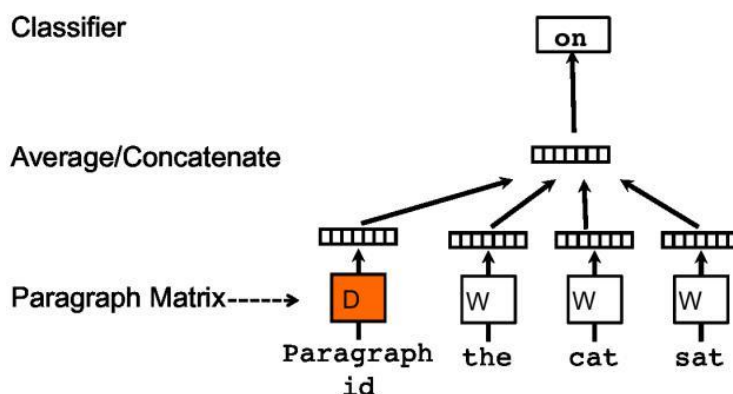 Classifier
on
Average/Concatenate
Paragraph Matrix
D
W
W
W
Paragraph
id
the
cat
sat